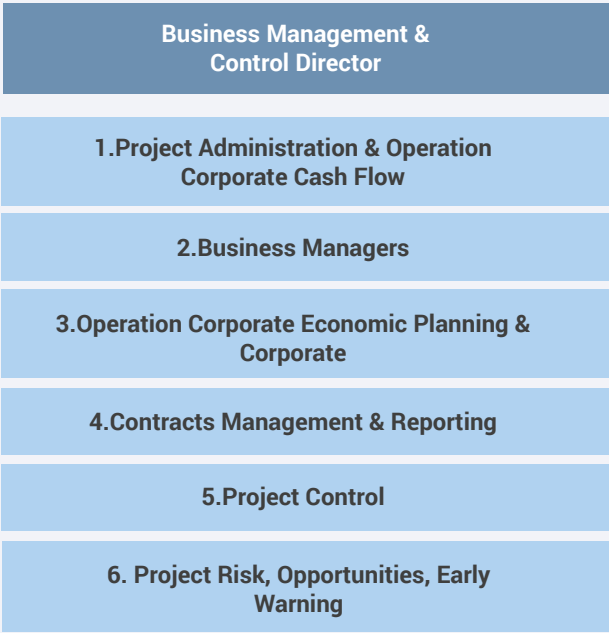 Business Management &
Control Director
1.Project Administration & Operation
Corporate Cash Flow
2.Business Managers
3.Operation Corporate Economic Planning &
Corporate
4.Contracts Management & Reporting
5.Project Control
6. Project Risk, Opportunities, Early
Warning